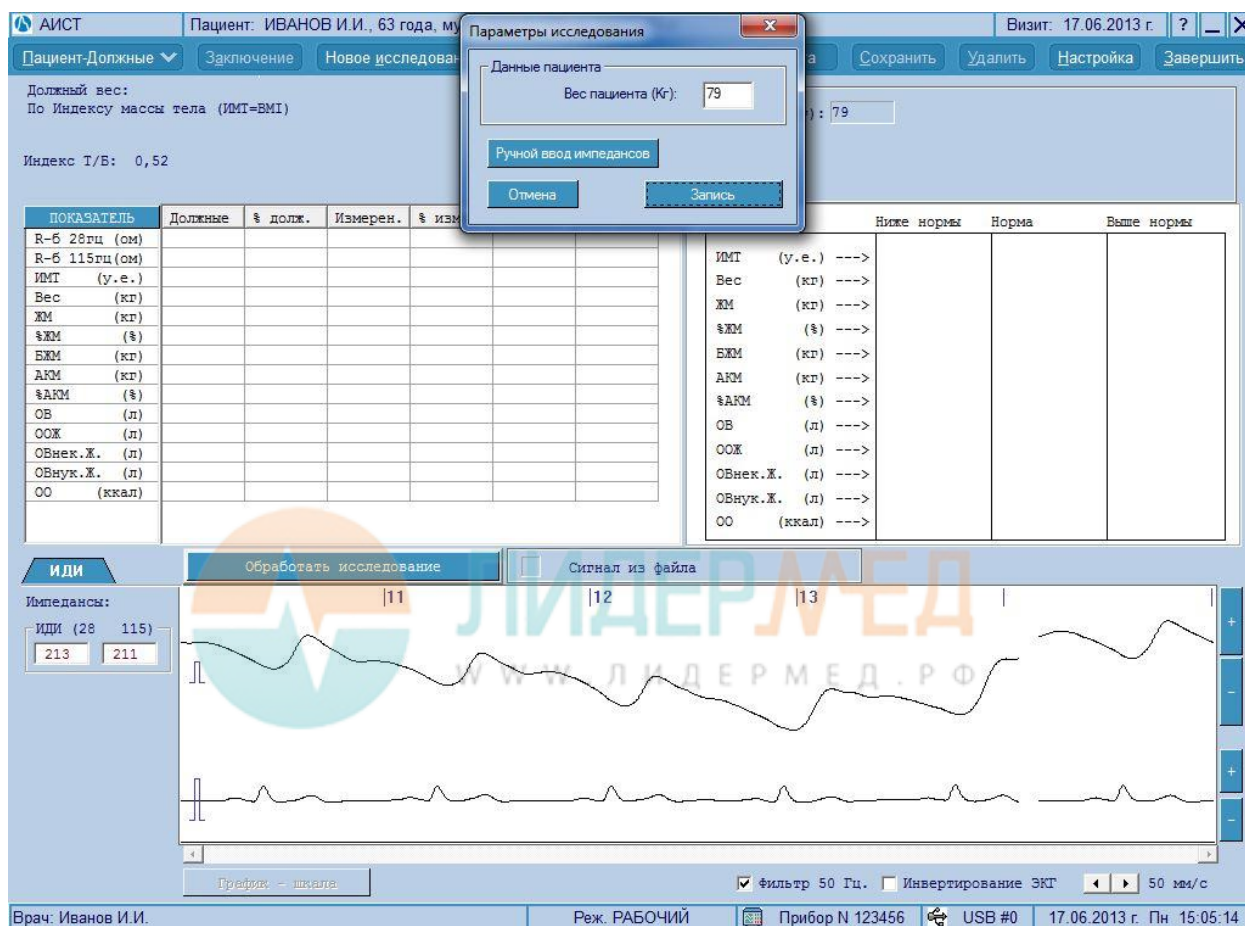 АИСТ
Пациент: ИВАНОВ И.И., 63 года, му
Визит: 17.06.2013 г.
?
Параметры исследования
Пациент-Должные
Заключение
Новое исследован
Сохранить
Удалить
Настройка
Завершить
Данные пациента
Вес пациента (Кг): 79
Ручной ввод импедансов
Отмена
Запись
Должный вес:
По Индексу массы тела (ИМТ=BMI)
: 79
Индекс Т/Б: 0,52
ПОКАЗАТЕЛЬ Должные % долж. Измерен. % изм
R-б 28гц (ом)
R-б 115гц(ом)
ИМТ (у.е.)
Вес (кг)
ЖМ (кг)
%ЖМ (%)
БЖМ (кг)
АКМ (кг)
%АКМ (%)
ОВ (л)
ООЖ (л)
ОВнек.Ж. (л)
ОВнук.Ж. (л)
ОО (ккал)
Ниже нормы Норма Выше нормы
ИМТ (у.е.) --->
Вес (кг) --->
ЖМ (кг) --->
%ЖМ (%) --->
БЖМ (кг) --->
АКМ (кг) --->
%АКМ (%) --->
ОВ (л) --->
ООЖ (л) --->
ОВнек.Ж. (л) --->
ОВнук.Ж. (л) --->
ОО (ккал) --->
ИДИ
Обработать исследование
Сигнал из файла
Импедансы:
ИДИ (28 115)
213 211
|11 |12 |13
ЛИДЕРМЕД
WWW.ЛИДЕРМЕД.РФ
График - шкала
Фильтр 50 Гц.
Инвертирование ЭКГ
50 мм/с
Врач: Иванов И.И.
Реж. РАБОЧИЙ
Прибор N 123456
USB #0
17.06.2013 г. Пн 15:05:14